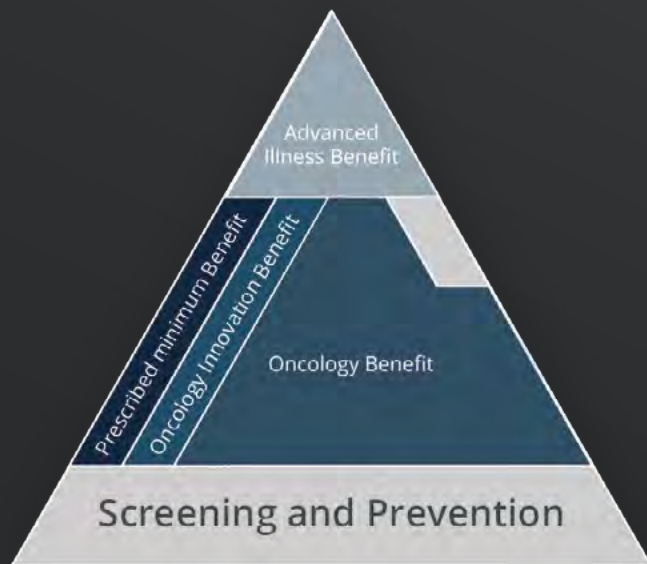 Advanced
Illness Benefit
Prescribed minimum Benefit
Oncology Innovation Benefit
Oncology Benefit
Screening and Prevention